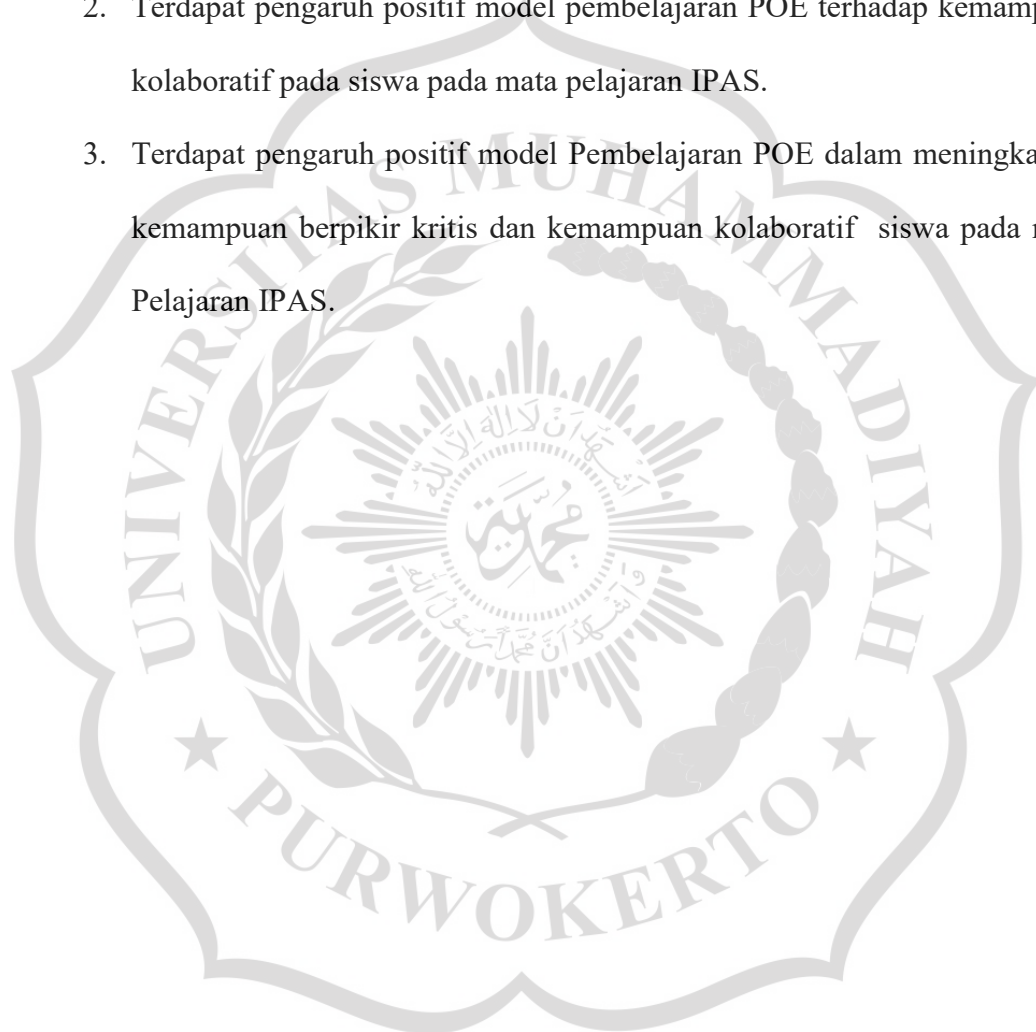 2. Terdapat pengaruh positif model pembelajaran POE terhadap kemamp
kolaboratif pada siswa pada mata pelajaran IPAS.
3. Terdapat pengaruh positif model Pembelajaran POE dalam meningka
kemampuan berpikir kritis dan kemampuan kolaboratif siswa pada
Pelajaran IPAS.
UNIVERSITAS MUHAMMADIYAH
PURWOKERTO